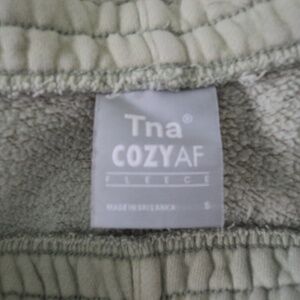 Tna®
COZYAF
FLEECE
MADE IN SRI LANKA S